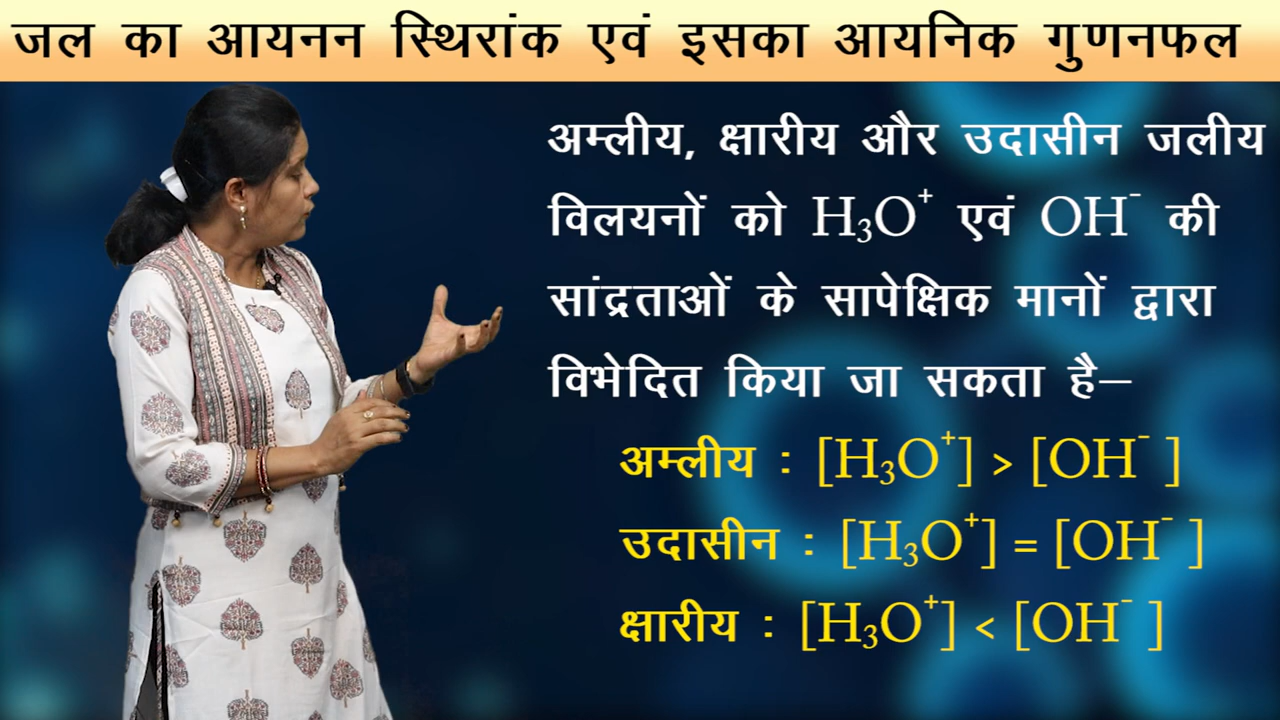 जल का आयनन स्थिरांक एवं इसका आयनिक गुणनफल
अम्लीय, क्षारीय और उदासीन जलीय
विलयनों को H₃O⁺ एवं OH⁻ की
सांद्रताओं के सापेक्षिक मानों द्वारा
विभेदित किया जा सकता है–
अम्लीय : [H₃O⁺] > [OH⁻ ]
उदासीन : [H₃O⁺] = [OH⁻ ]
क्षारीय : [H₃O⁺] < [OH⁻ ]